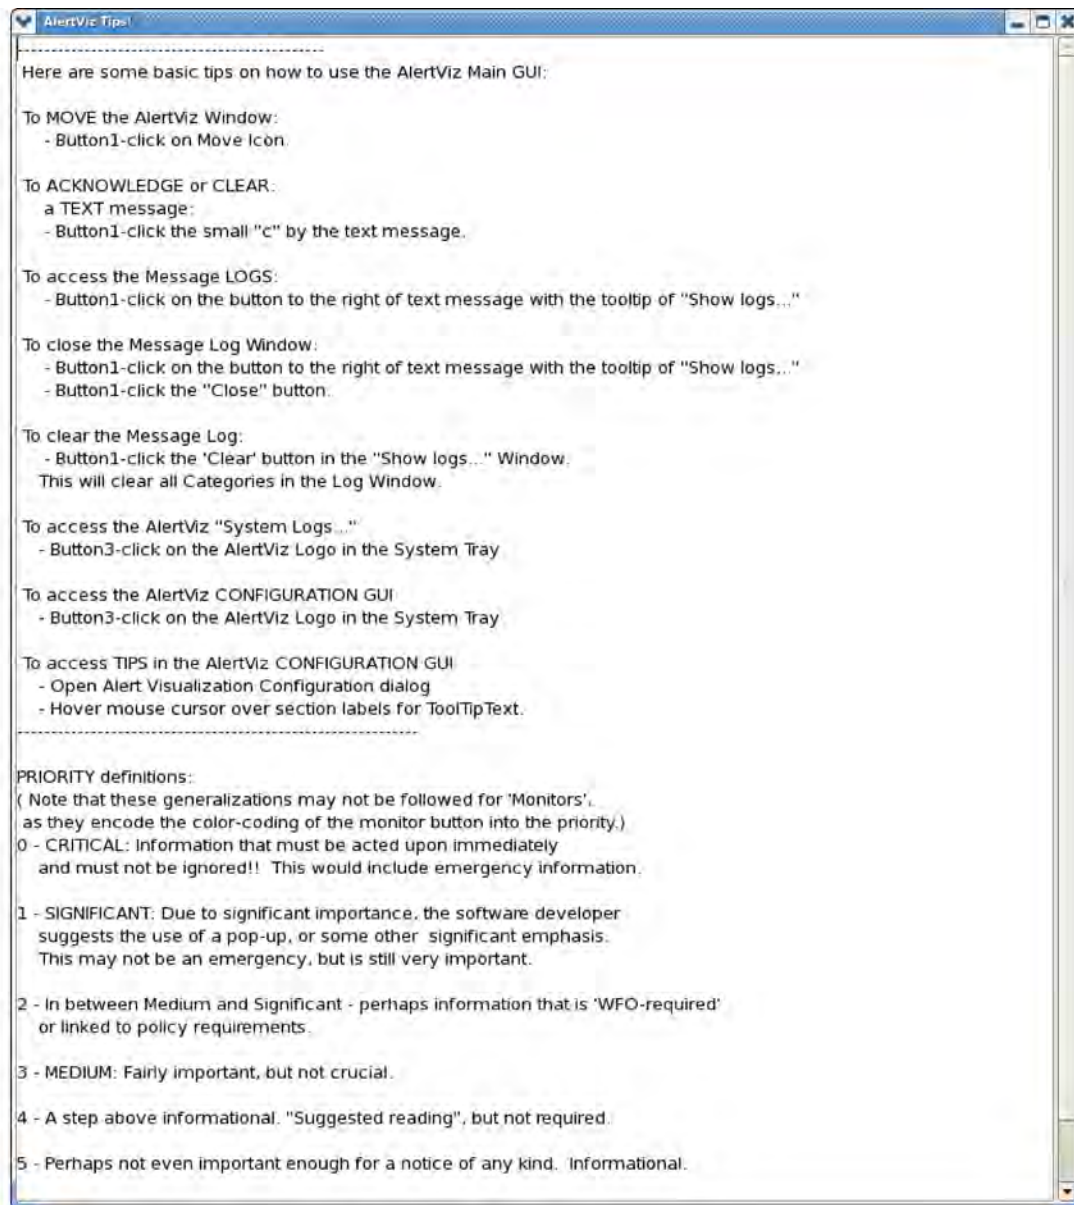 AlertViz Tips!
---------------------------------------------
Here are some basic tips on how to use the AlertViz Main GUI:
To MOVE the AlertViz Window:
- Button1-click on Move Icon.
To ACKNOWLEDGE or CLEAR:
a TEXT message:
- Button1-click the small "c" by the text message.
To access the Message LOGS:
- Button1-click on the button to the right of text message with the tooltip of "Show logs..."
To close the Message Log Window:
- Button1-click on the button to the right of text message with the tooltip of "Show logs..."
- Button1-click the "Close" button.
To clear the Message Log:
- Button1-click the 'Clear' button in the "Show logs..." Window.
This will clear all Categories in the Log Window.
To access the AlertViz "System Logs..."
- Button3-click on the AlertViz Logo in the System Tray
To access the AlertViz CONFIGURATION GUI
- Button3-click on the AlertViz Logo in the System Tray
To access TIPS in the AlertViz CONFIGURATION GUI
- Open Alert Visualization Configuration dialog
- Hover mouse cursor over section labels for ToolTipText.
-----------------------------------------------------------
PRIORITY definitions:
( Note that these generalizations may not be followed for 'Monitors',
as they encode the color-coding of the monitor button into the priority.)
0 - CRITICAL: Information that must be acted upon immediately
and must not be ignored!! This would include emergency information.
1 - SIGNIFICANT: Due to significant importance, the software developer
suggests the use of a pop-up, or some other significant emphasis.
This may not be an emergency, but is still very important.
2 - In between Medium and Significant - perhaps information that is 'WFO-required'
or linked to policy requirements.
3 - MEDIUM: Fairly important, but not crucial.
4 - A step above informational. "Suggested reading", but not required.
5 - Perhaps not even important enough for a notice of any kind. Informational.